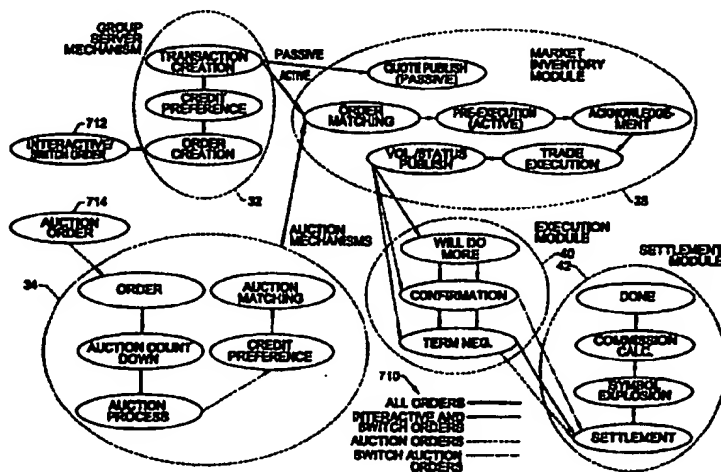 GROUP
SERVER
MECHANISM
TRANSACTION
CREATION
CREDIT
PREFERENCE
ORDER
CREATION
32
712
INTERACTIVE/
SWITCH ORDER
PASSIVE
ACTIVE
MARKET
INVENTORY
MODULE
QUOTE PUBLISH
(PASSIVE)
ORDER
MATCHING
PRE-EXECUTION
(ACTIVE)
ACKNOWLEDGE-
MENT
VOL/STATUS
PUBLISH
TRADE
EXECUTION
714
AUCTION
ORDER
AUCTION
MECHANISMS
34
ORDER
AUCTION
MATCHING
AUCTION COUNT
DOWN
CREDIT
PREFERENCE
AUCTION
PROCESS
EXECUTION
MODULE
40
WILL DO
MORE
CONFIRMATION
TERM NEG.
SETTLEMENT
MODULE
DONE
COMMISSION
CALC.
SYMBOL
EXPLOSION
SETTLEMENT
710
ALL ORDERS
INTERACTIVE AND
SWITCH ORDERS
AUCTION ORDERS
SWITCH AUCTION
ORDERS